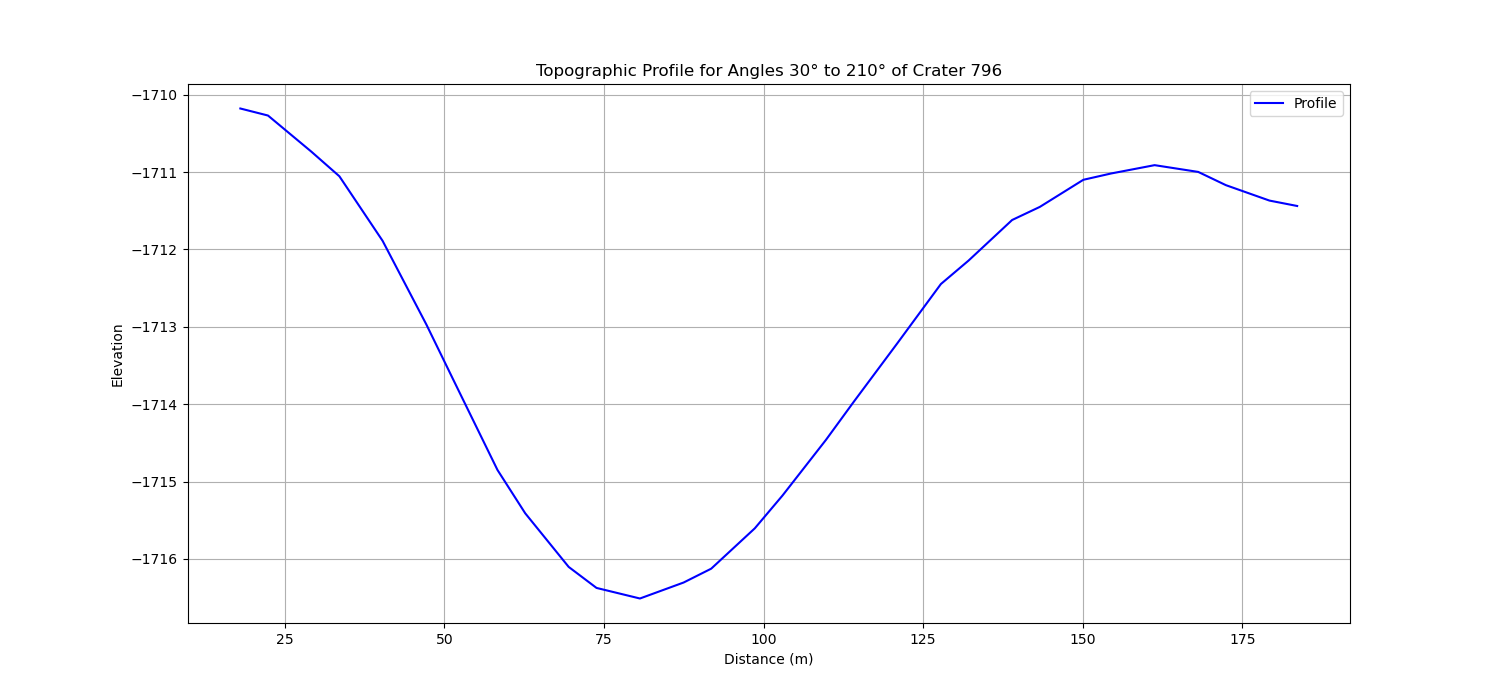 Topographic Profile for Angles 30° to 210° of Crater 796
Profile
−1710
−1711
−1712
−1713
−1714
−1715
−1716
Elevation
25 50 75 100 125 150 175
Distance (m)